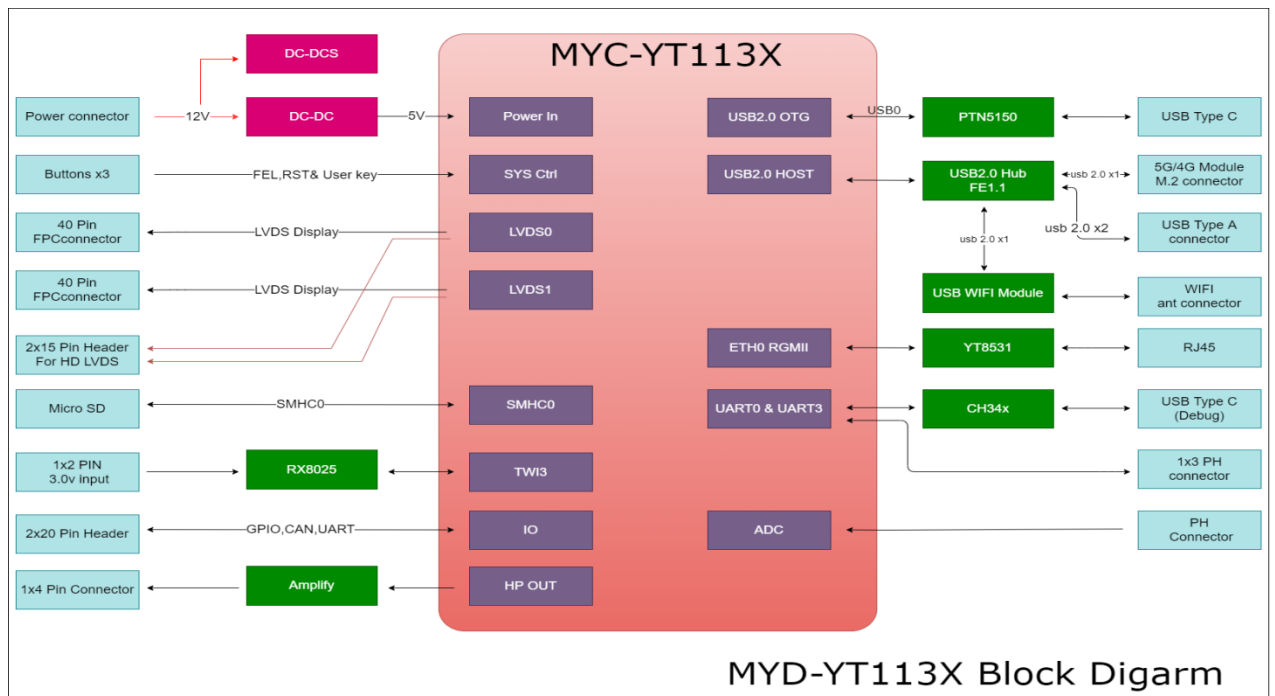 MYC-YT113X
DC-DCS
Power connector
12V
DC-DC
5V
Power In
USB2.0 OTG
USB0
PTN5150
USB Type C
Buttons x3
FEL,RST& User key
SYS Ctrl
USB2.0 HOST
USB2.0 Hub
FE1.1
usb 2.0 x1
5G/4G Module
M.2 connector
40 Pin
FPCconnector
LVDS Display
LVDS0
usb 2.0 x1
usb 2.0 x2
USB Type A
connector
40 Pin
FPCconnector
LVDS Display
LVDS1
USB WIFI Module
WIFI
ant connector
2x15 Pin Header
For HD LVDS
ETH0 RGMII
YT8531
RJ45
Micro SD
SMHC0
SMHC0
UART0 & UART3
CH34x
USB Type C
(Debug)
1x2 PIN
3.0v input
RX8025
TWI3
1x3 PH
connector
2x20 Pin Header
GPIO,CAN,UART
IO
ADC
PH
Connector
1x4 Pin Connector
Amplify
HP OUT
MYD-YT113X Block Digarm